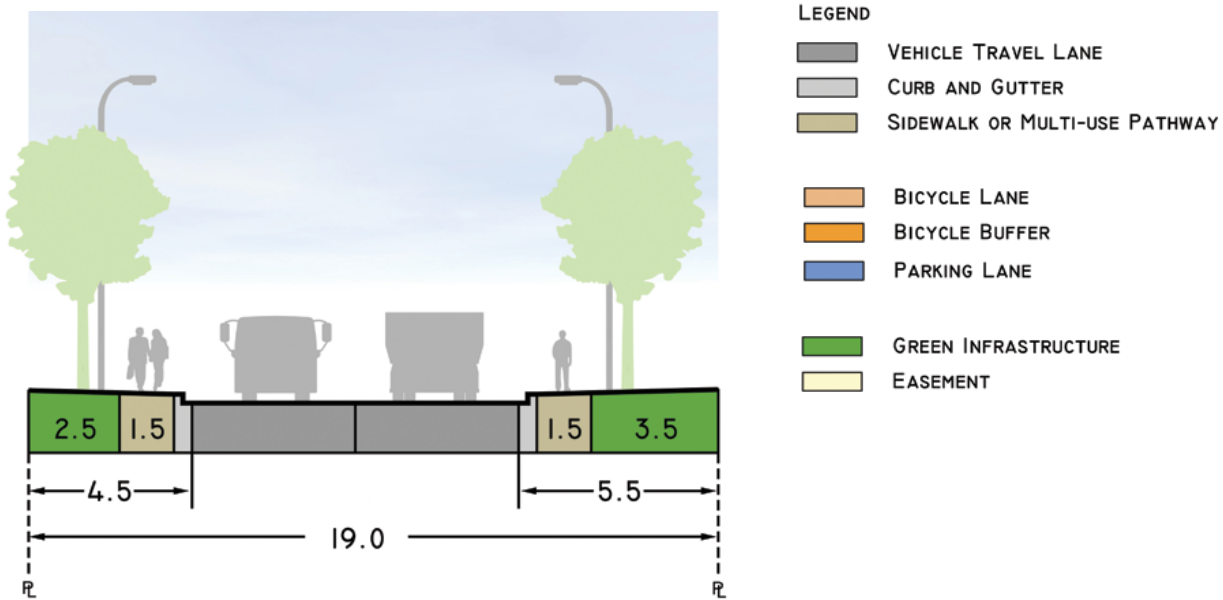 LEGEND
VEHICLE TRAVEL LANE
CURB AND GUTTER
SIDEWALK OR MULTI-USE PATHWAY
BICYCLE LANE
BICYCLE BUFFER
PARKING LANE
GREEN INFRASTRUCTURE
EASEMENT
2.5 1.5 1.5 3.5
4.5 5.5
19.0
PL PL